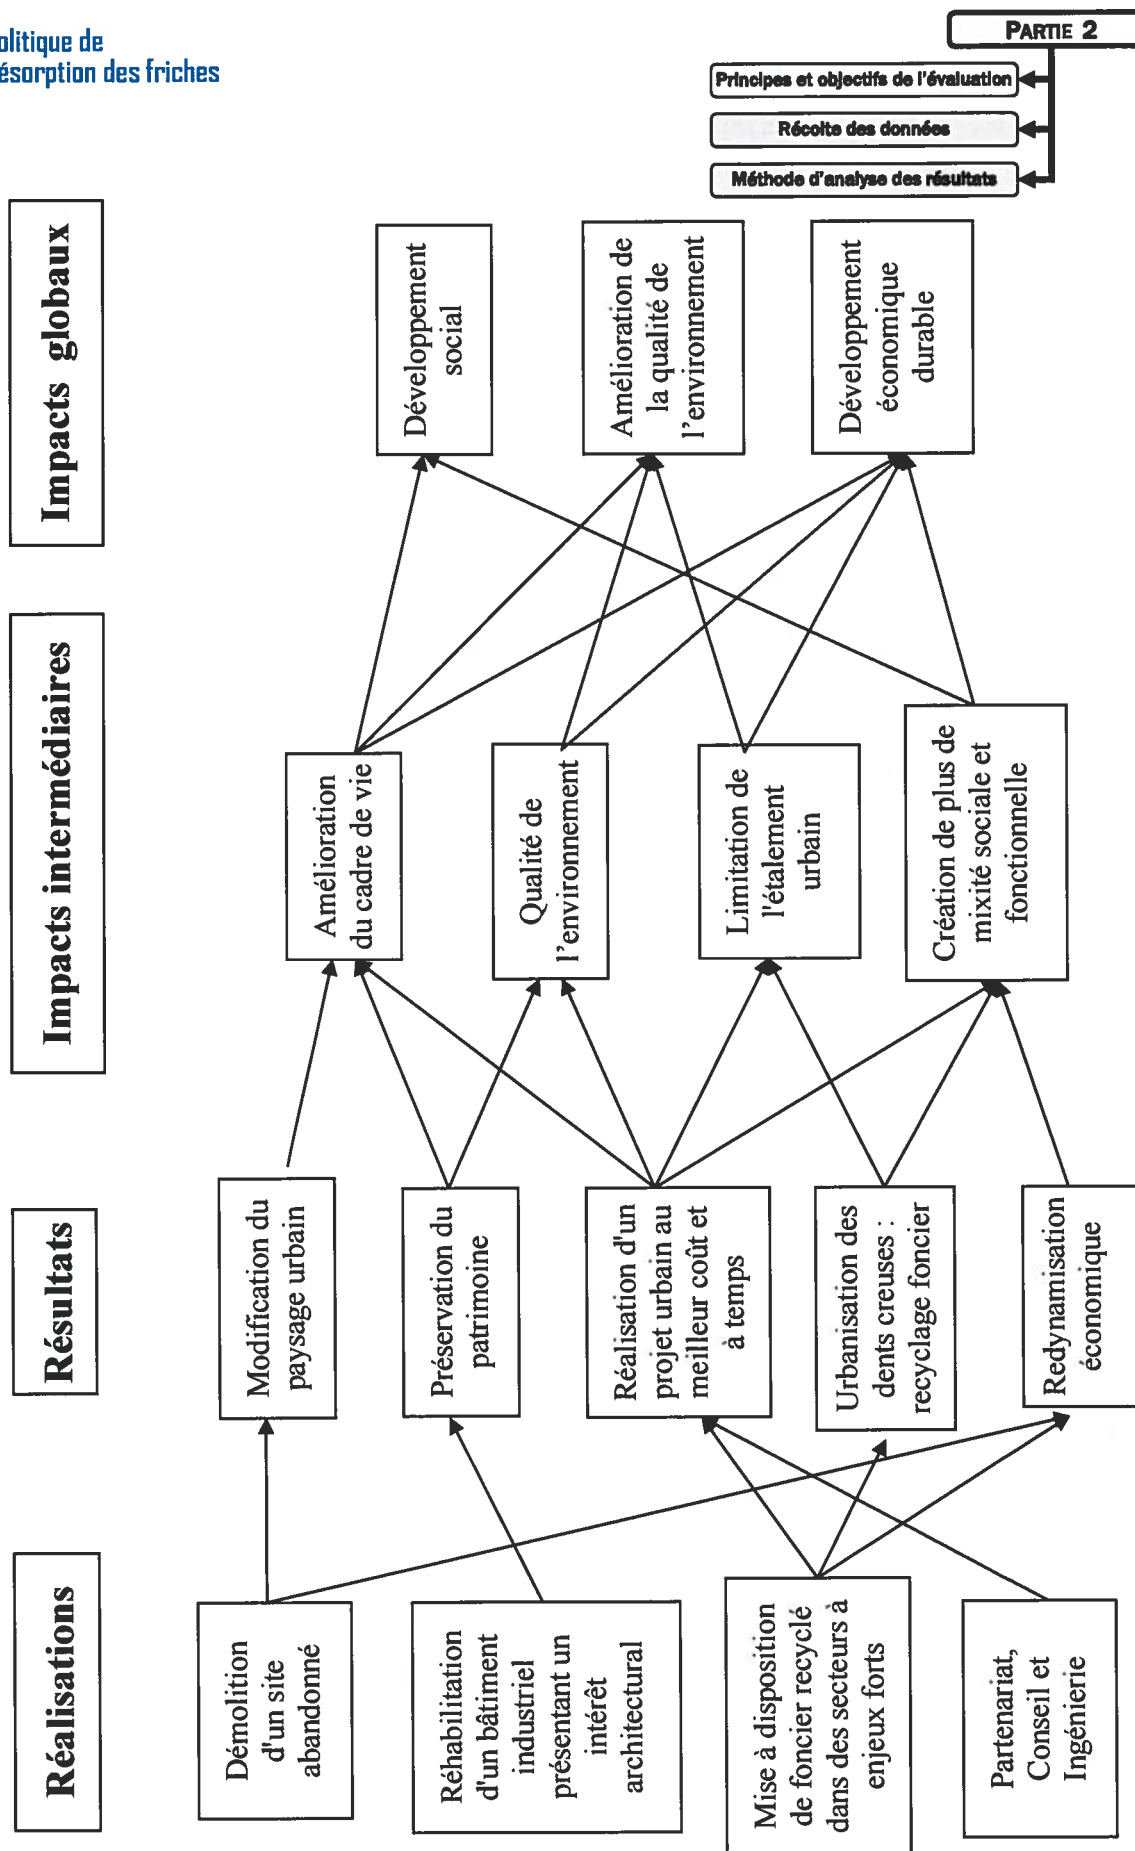 olitique de
ésorption des friches
PARTIE 2
Principes et objectifs de l'évaluation
Récolte des données
Méthode d'analyse des résultats
Réalisations
Résultats
Impacts intermédiaires
Impacts globaux
Démolition
d'un site
abandonné
Réhabilitation
d'un bâtiment
industriel
présentant un
intérêt
architectural
Mise à disposition
de foncier recyclé
dans des secteurs à
enjeux forts
Partenariat,
Conseil et
Ingénierie
Modification du
paysage urbain
Préservation du
patrimoine
Réalisation d'un
projet urbain au
meilleur coût et
à temps
Urbanisation des
dents creuses :
recyclage foncier
Redynamisation
économique
Amélioration
du cadre de vie
Qualité de
l'environnement
Limitation de
l'étalement
urbain
Création de plus de
mixité sociale et
fonctionnelle
Développement
social
Amélioration de
la qualité de
l'environnement
Développement
économique
durable